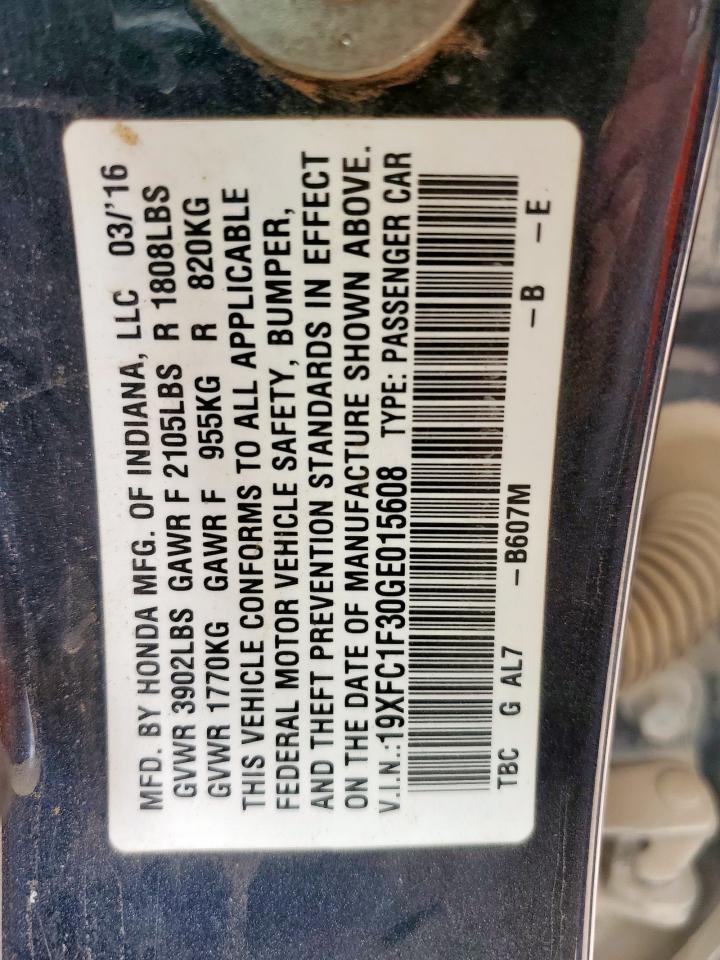 MFD. BY HONDA MFG. OF INDIANA, LLC 03/'16
GVWR 3902LBS GAWR F 2105LBS R 1808LBS
GVWR 1770KG GAWR F 955KG R 820KG
THIS VEHICLE CONFORMS TO ALL APPLICABLE
FEDERAL MOTOR VEHICLE SAFETY, BUMPER,
AND THEFT PREVENTION STANDARDS IN EFFECT
ON THE DATE OF MANUFACTURE SHOWN ABOVE.
V.I.N.:19XFC1F30GE015608 TYPE: PASSENGER CAR
TBC G AL7 –B607M –B –E